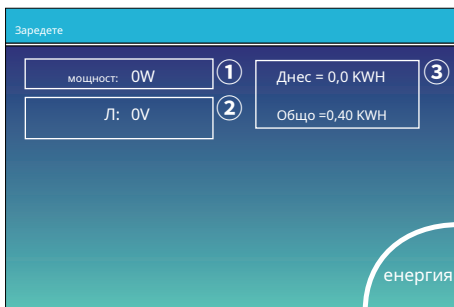 Заредете
мощност: 0W ①
Л: 0V ②
Днес = 0,0 KWH ③
Общо =0,40 KWH
енергия